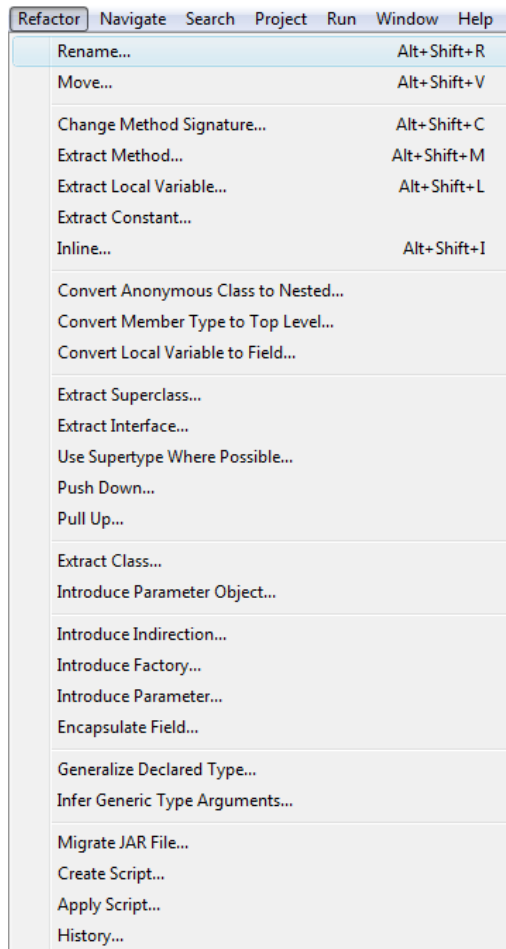 Refactor Navigate Search Project Run Window Help
Rename... Alt+Shift+R
Move... Alt+Shift+V
Change Method Signature... Alt+Shift+C
Extract Method... Alt+Shift+M
Extract Local Variable... Alt+Shift+L
Extract Constant...
Inline... Alt+Shift+I
Convert Anonymous Class to Nested...
Convert Member Type to Top Level...
Convert Local Variable to Field...
Extract Superclass...
Extract Interface...
Use Supertype Where Possible...
Push Down...
Pull Up...
Extract Class...
Introduce Parameter Object...
Introduce Indirection...
Introduce Factory...
Introduce Parameter...
Encapsulate Field...
Generalize Declared Type...
Infer Generic Type Arguments...
Migrate JAR File...
Create Script...
Apply Script...
History...